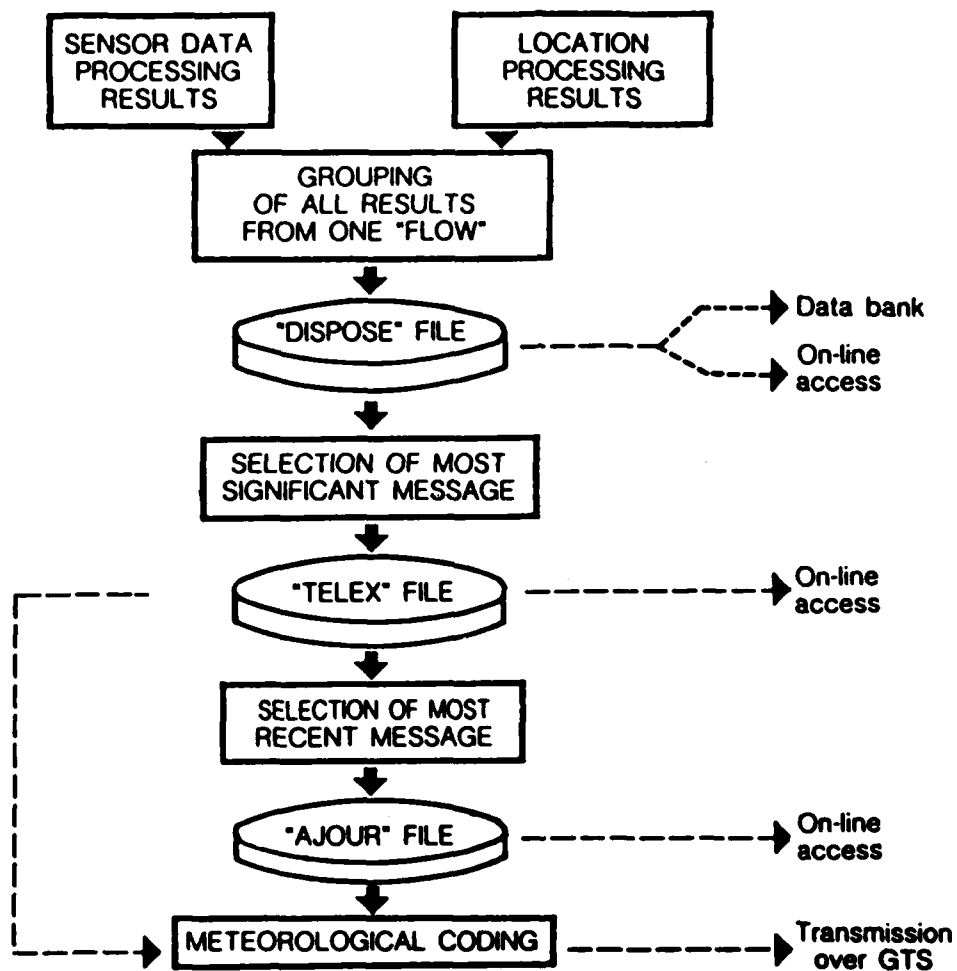 SENSOR DATA
PROCESSING
RESULTS
LOCATION
PROCESSING
RESULTS
GROUPING
OF ALL RESULTS
FROM ONE "FLOW"
"DISPOSE" FILE
Data bank
On-line
access
SELECTION OF MOST
SIGNIFICANT MESSAGE
"TELEX" FILE
On-line
access
SELECTION OF MOST
RECENT MESSAGE
"AJOUR" FILE
On-line
access
METEOROLOGICAL CODING
Transmission
over GTS